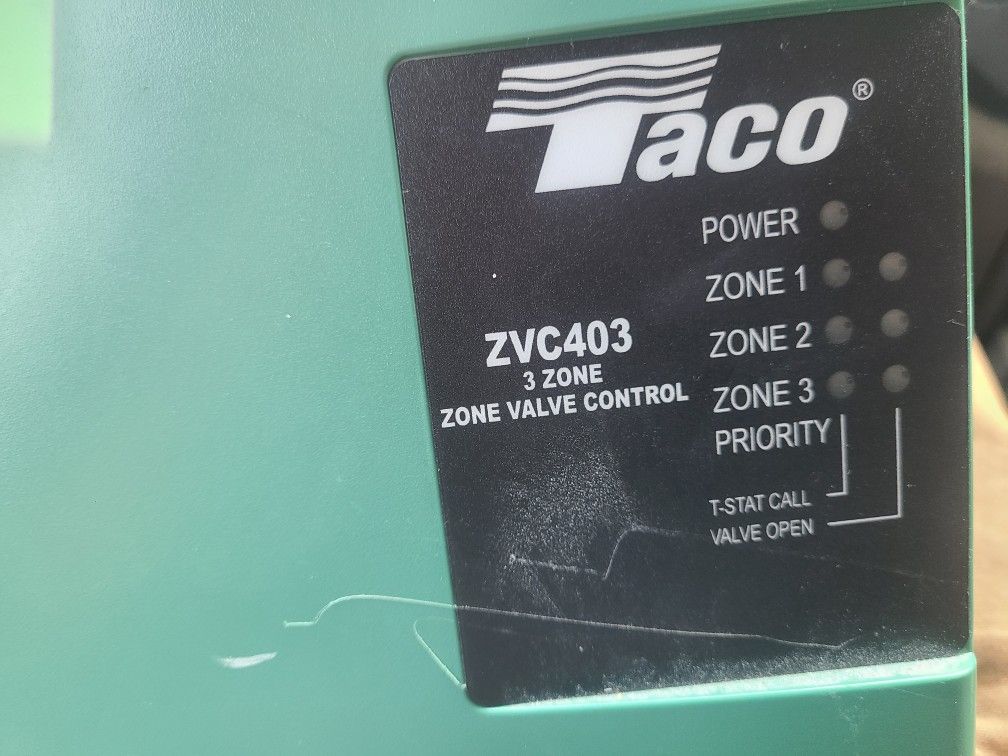 Taco®
POWER
ZONE 1
ZONE 2
ZONE 3
PRIORITY
T-STAT CALL
VALVE OPEN
ZVC403
3 ZONE
ZONE VALVE CONTROL